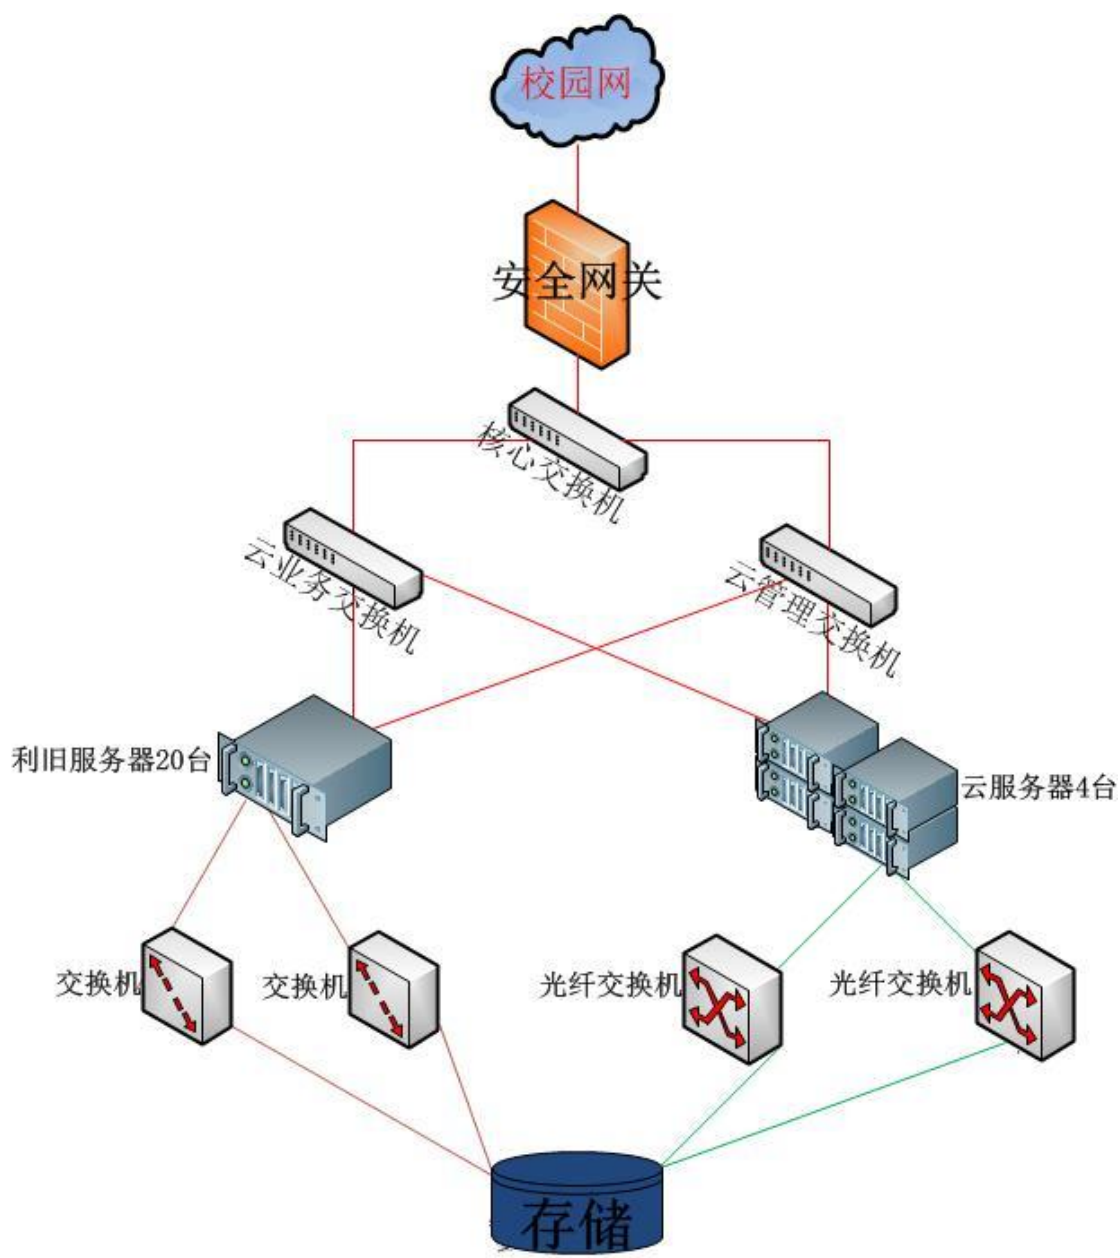 校园网
安全网关
核心交换机
云业务交换机
云管理交换机
利旧服务器20台
云服务器4台
交换机
交换机
光纤交换机
光纤交换机
存储